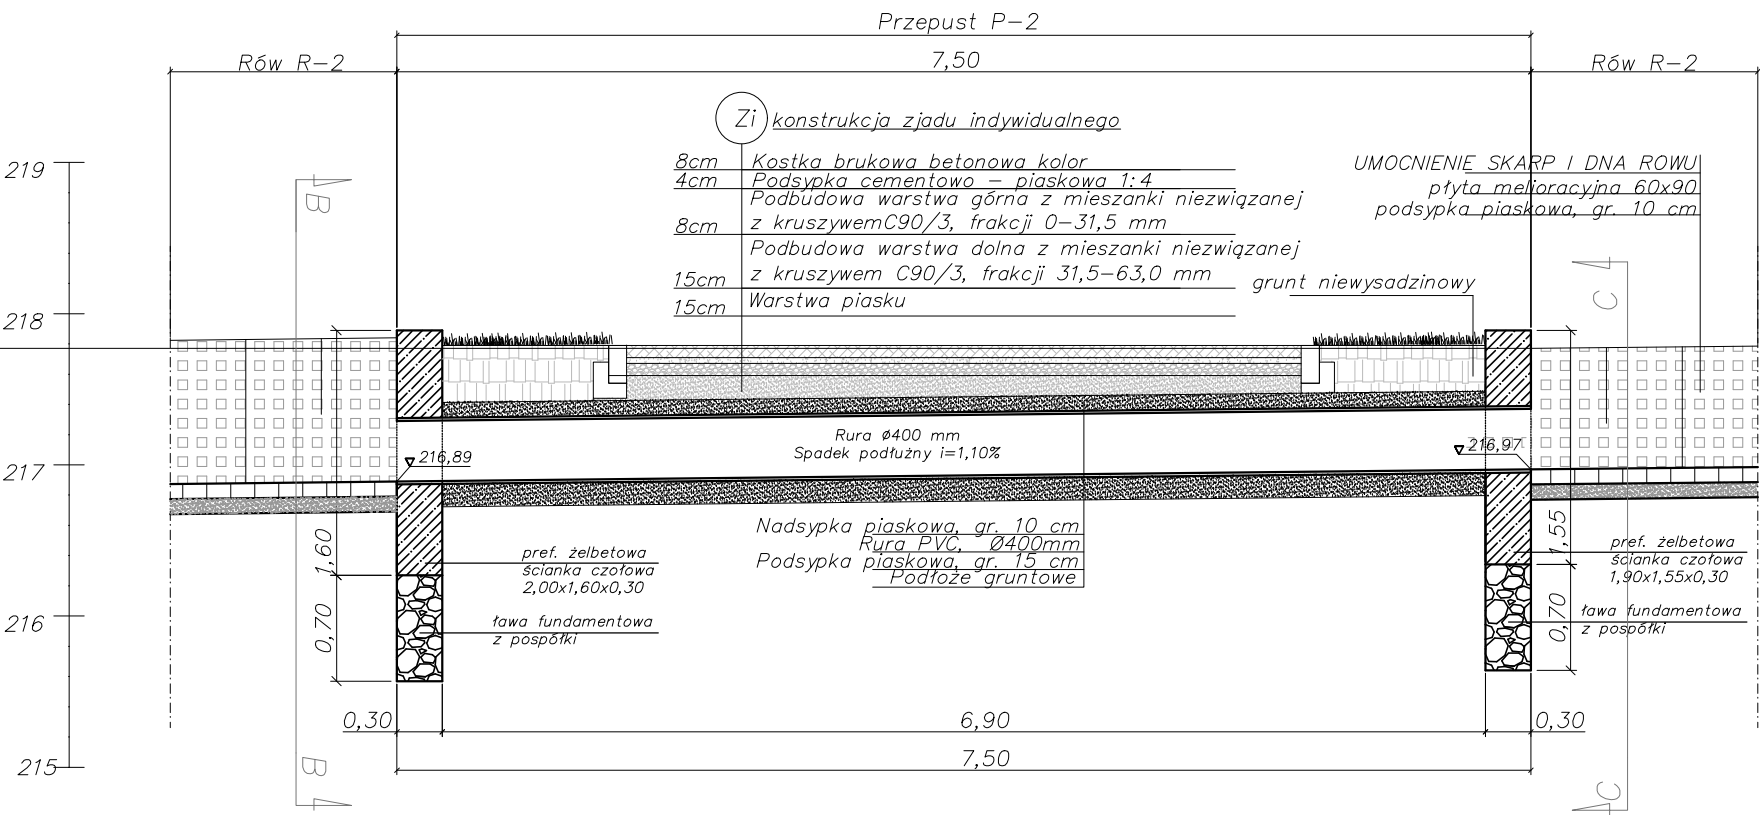 Przepust P-2
Rów R-2
7,50
Rów R-2
Zi konstrukcja zjadu indywidualnego
8cm Kostka brukowa betonowa kolor
4cm Podsypka cementowo - piaskowa 1:4
Podbudowa warstwa górna z mieszanki niezwiązanej
8cm z kruszywemC90/3, frakcji 0-31,5 mm
Podbudowa warstwa dolna z mieszanki niezwiązanej
15cm z kruszywem C90/3, frakcji 31,5-63,0 mm
15cm Warstwa piasku
UMOCNIENIE SKARP I DNA ROWU
płyta melioracyjna 60x90
podsypka piaskowa, gr. 10 cm
grunt niewysadzinowy
219
218
217
216
215
B
B
C
C
Rura ø400 mm
Spadek podłużny i=1,10%
216,89
216,97
Nadsypka piaskowa, gr. 10 cm
Rura PVC, Ø400mm
Podsypka piaskowa, gr. 15 cm
Podłoże gruntowe
1,60
0,70
pref. żelbetowa
ścianka czołowa
2,00x1,60x0,30
ława fundamentowa
z pospółki
1,55
0,70
pref. żelbetowa
ścianka czołowa
1,90x1,55x0,30
ława fundamentowa
z pospółki
0,30
6,90
0,30
7,50